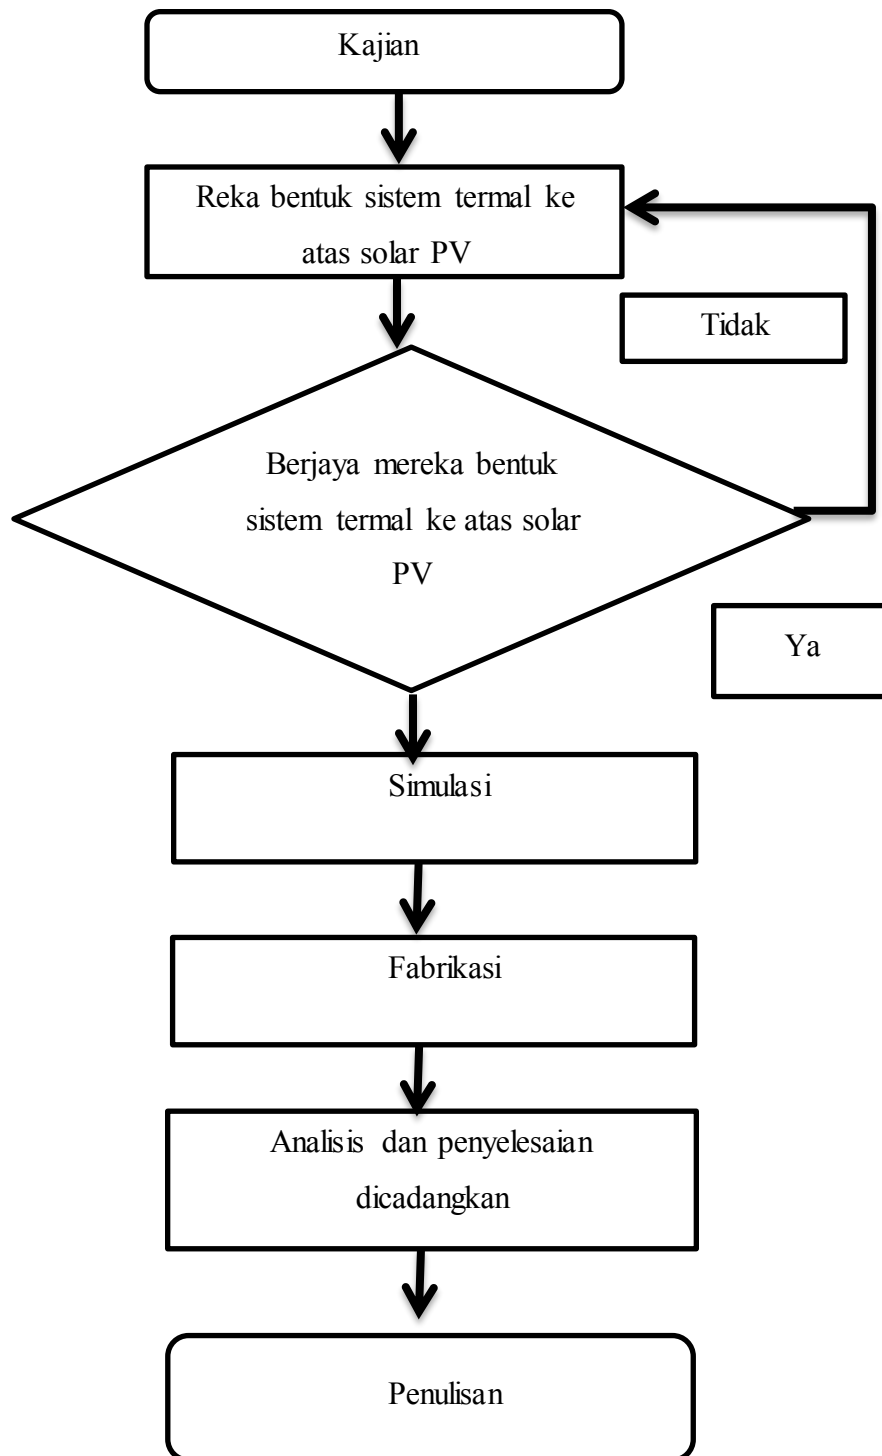 Kajian
Reka bentuk sistem termal ke
atas solar PV
Tidak
Berjaya mereka bentuk
sistem termal ke atas solar
PV
Ya
Simulasi
Fabrikasi
Analisis dan penyelesaian
dicadangkan
Penulisan